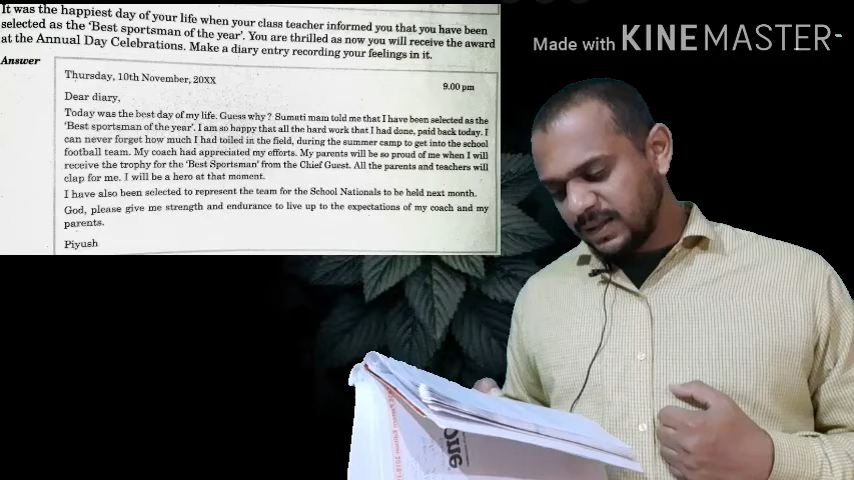 It was the happiest day of your life when your class teacher informed you that you have been
selected as the 'Best sportsman of the year'. You are thrilled as now you will receive the award
at the Annual Day Celebrations. Make a diary entry recording your feelings in it.
Answer
Thursday, 10th November, 20XX
9.00 pm
Dear diary,
Today was the best day of my life. Guess why? Sumati mam told me that I have been selected as the
'Best sportsman of the year'. I am so happy that all the hard work that I had done, paid back today. I
can never forget how much I had toiled in the field, during the summer camp to get into the school
football team. My coach had appreciated my efforts. My parents will be so proud of me when I will
receive the trophy for the 'Best Sportsman' from the Chief Guest. All the parents and teachers will
clap for me. I will be a hero at that moment.
I have also been selected to represent the team for the School Nationals to be held next month.
God, please give me strength and endurance to live up to the expectations of my coach and my
parents.
Piyush
Made with KINEMASTER
one